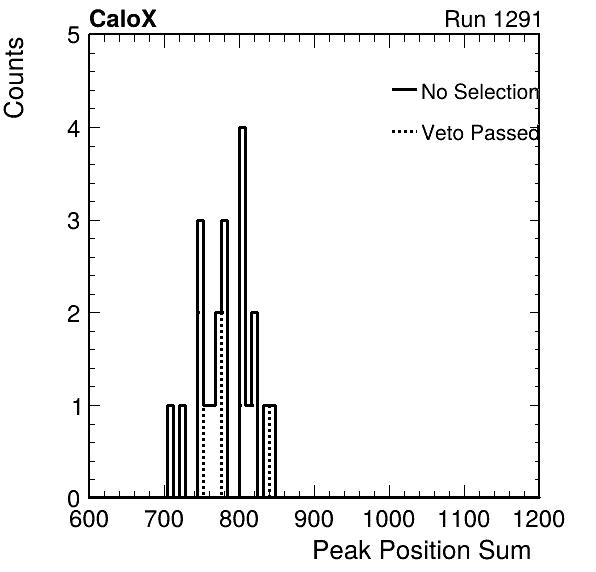 CaloX Run 1291
Counts
5
No Selection
4
Veto Passed
3
2
1
0
600 700 800 900 1000 1100 1200
Peak Position Sum